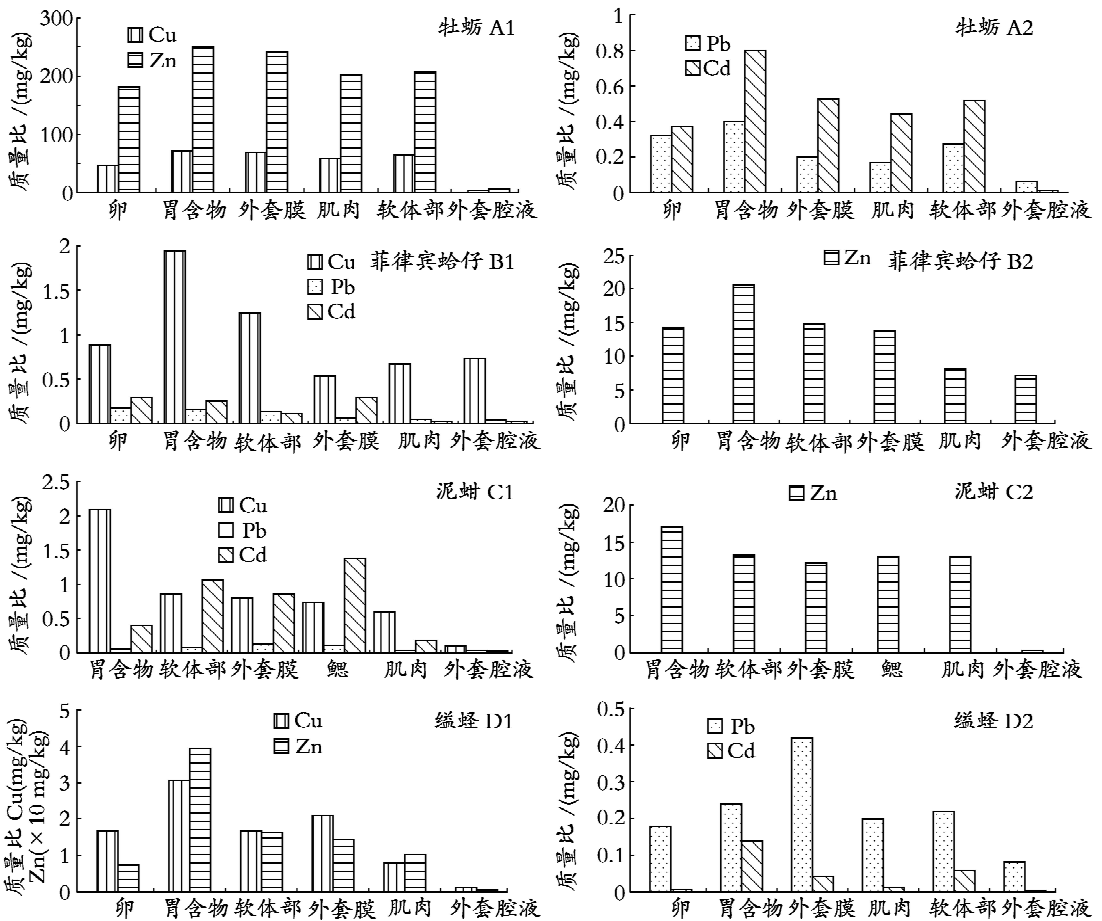 牡蛎 A1
Cu
Zn
质量比 /(mg/kg)
300
250
200
100
50
0
卵 胃含物 外套膜 肌肉 软体部 外套腔液
牡蛎 A2
Pb
Cd
质量比 /(mg/kg)
1
0.8
0.6
0.4
0.2
0
卵 胃含物 外套膜 肌肉 软体部 外套腔液
菲律宾蛤仔 B1
Cu
Pb
Cd
质量比 /(mg/kg)
2
1
1
0.5
0
卵 胃含物 软体部 外套膜 肌肉 外套腔液
菲律宾蛤仔 B2
Zn
质量比 /(mg/kg)
25
20
15
10
5
0
卵 胃含物 软体部 外套膜 肌肉 外套腔液
泥蚶 C1
Cu
Pb
Cd
质量比 /(mg/kg)
2.5
2
1.5
1
0.5
0
胃含物 软体部 外套膜 鳃 肌肉 外套腔液
泥蚶 C2
Zn
质量比 /(mg/kg)
20
15
10
5
0
胃含物 软体部 外套膜 鳃 肌肉 外套腔液
缢蛏 D1
Cu
Zn
质量比 Cu(mg/kg)
Zn(×10 mg/kg)
5
4
3
2
1
0
卵 胃含物 软体部 外套膜 肌肉 外套腔液
缢蛏 D2
Pb
Cd
质量比 /(mg/kg)
0.5
0.4
0.3
0.2
0.1
0
卵 胃含物 外套膜 肌肉 软体部 外套腔液